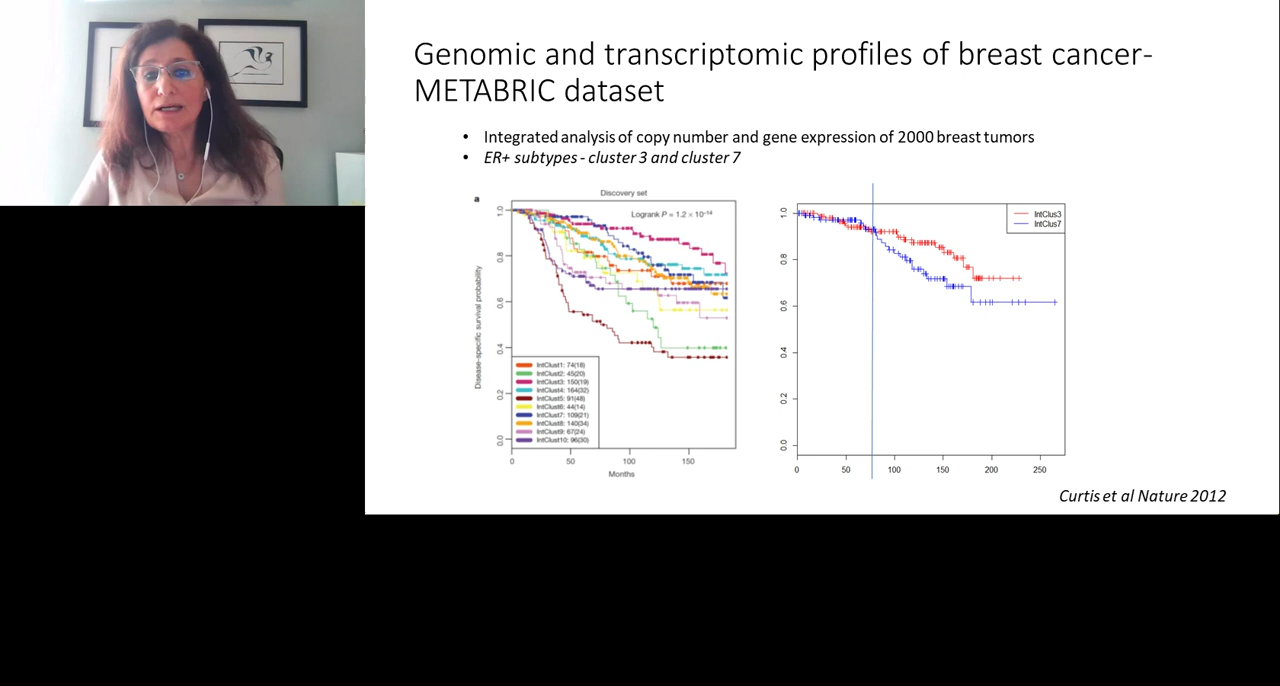 Genomic and transcriptomic profiles of breast cancer-
METABRIC dataset
• Integrated analysis of copy number and gene expression of 2000 breast tumors
• ER+ subtypes - cluster 3 and cluster 7
a
Discovery set
Logrank P = 1.2 × 10⁻¹⁴
Disease-specific survival probability
1.0
0.8
0.6
0.4
0.2
0.0
IntClust1: 74(18)
IntClust2: 45(20)
IntClust3: 150(19)
IntClust4: 164(32)
IntClust5: 91(48)
IntClust6: 44(14)
IntClust7: 109(21)
IntClust8: 140(34)
IntClust9: 67(24)
IntClust10: 96(30)
0 50 100 150
Months
IntClus3
IntClus7
1.0
0.8
0.6
0.4
0.2
0.0
0 50 100 150 200 250
Curtis et al Nature 2012